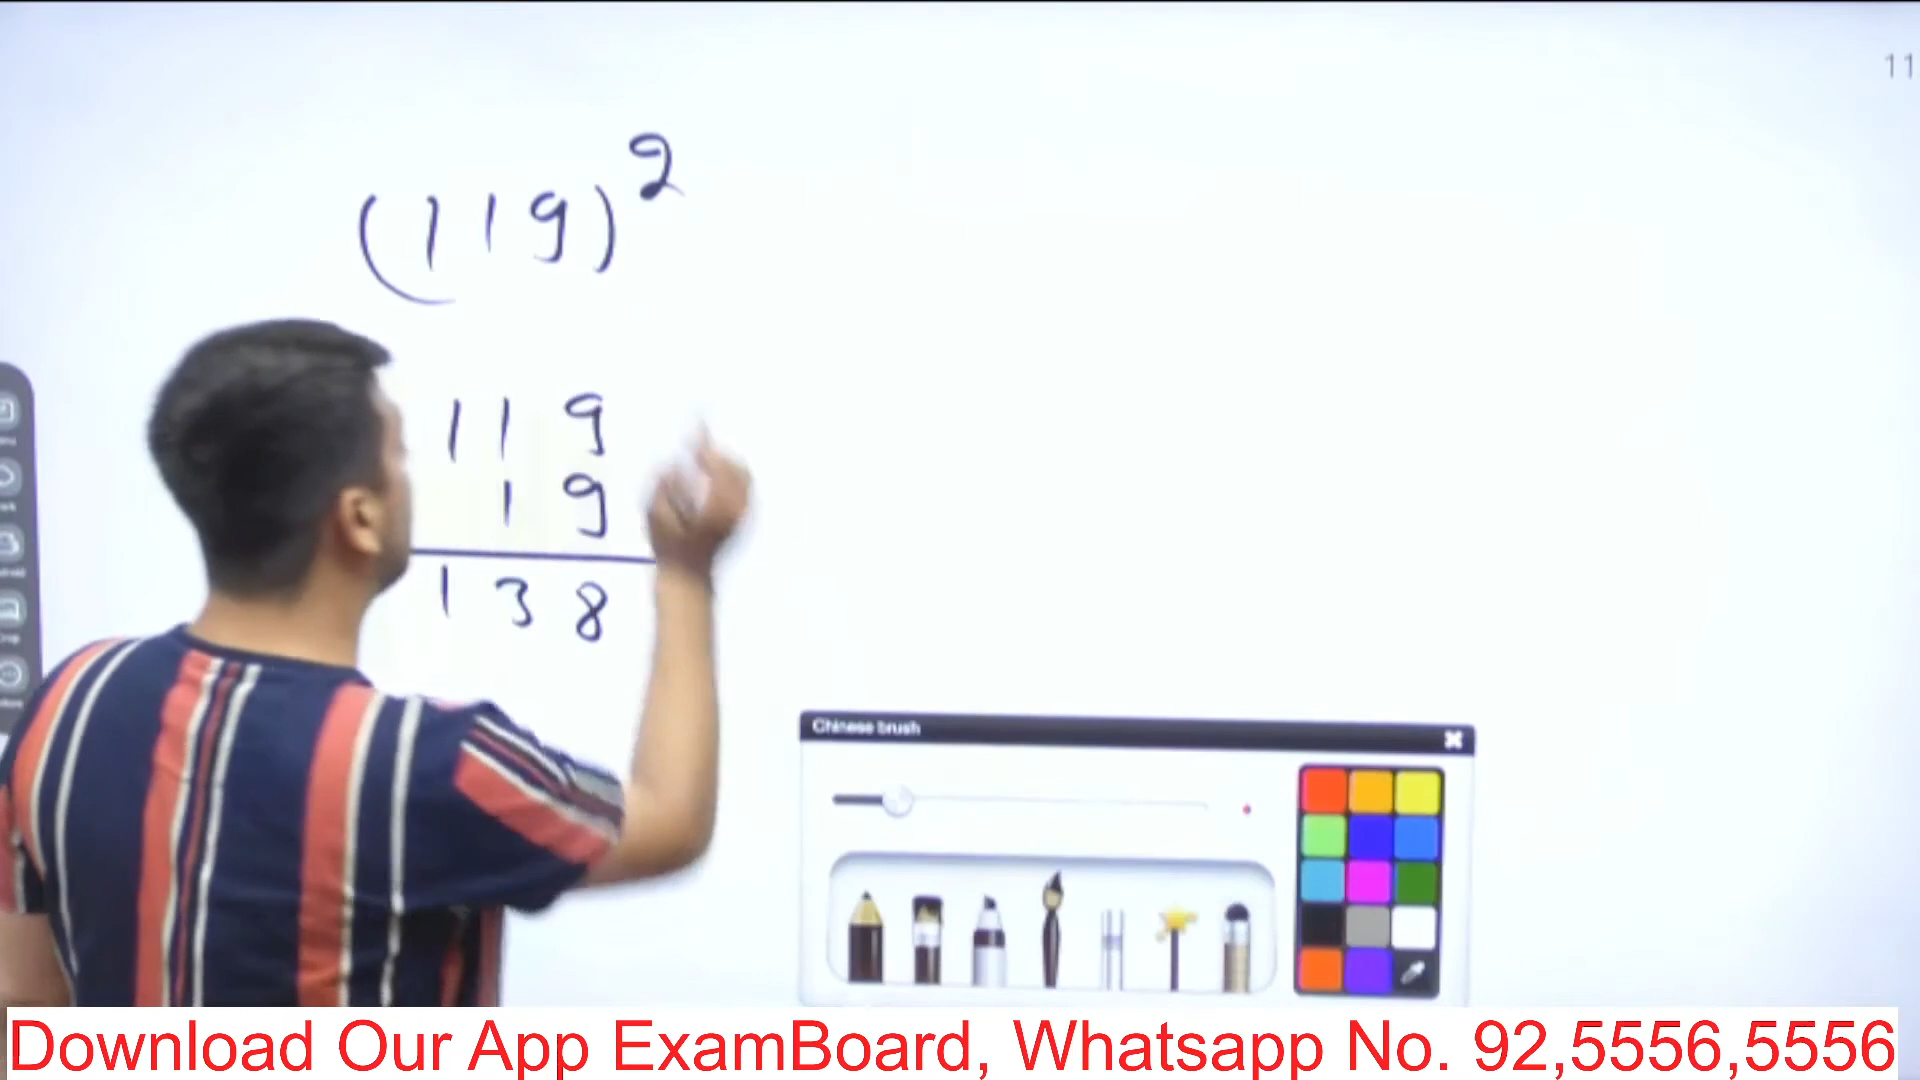 11
(119)²
119
19
138
Chinese brush
Download Our App ExamBoard, Whatsapp No. 92,5556,5556